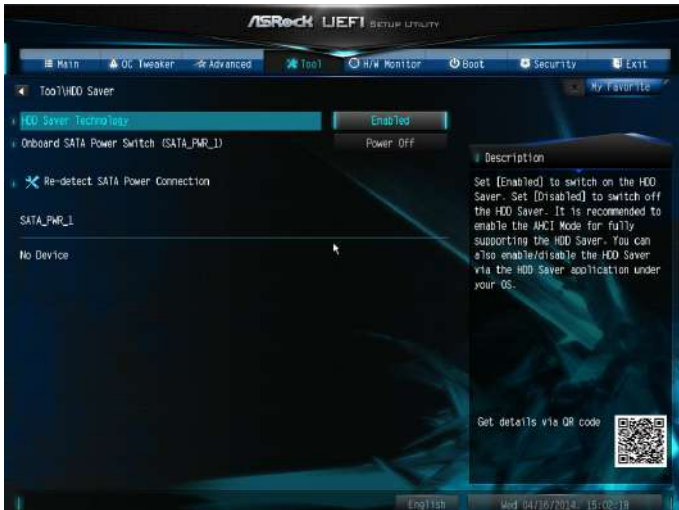 ASRock UEFI SETUP UTILITY
Main OC Tweaker Advanced Tool H/W Monitor Boot Security Exit
Tool\HDD Saver
My Favorite
HDD Saver Technology Enabled
Onboard SATA Power Switch (SATA_PWR_1) Power Off
Re-detect SATA Power Connection
SATA_PWR_1
No Device
Description
Set [Enabled] to switch on the HDD
Saver. Set [Disabled] to switch off
the HDD Saver. It is recommended to
enable the AHCI Mode for fully
supporting the HDD Saver. You can
also enable/disable the HDD Saver
via the HDD Saver application under
your OS.
Get details via QR code
English Wed 04/16/2014, 15:02:18